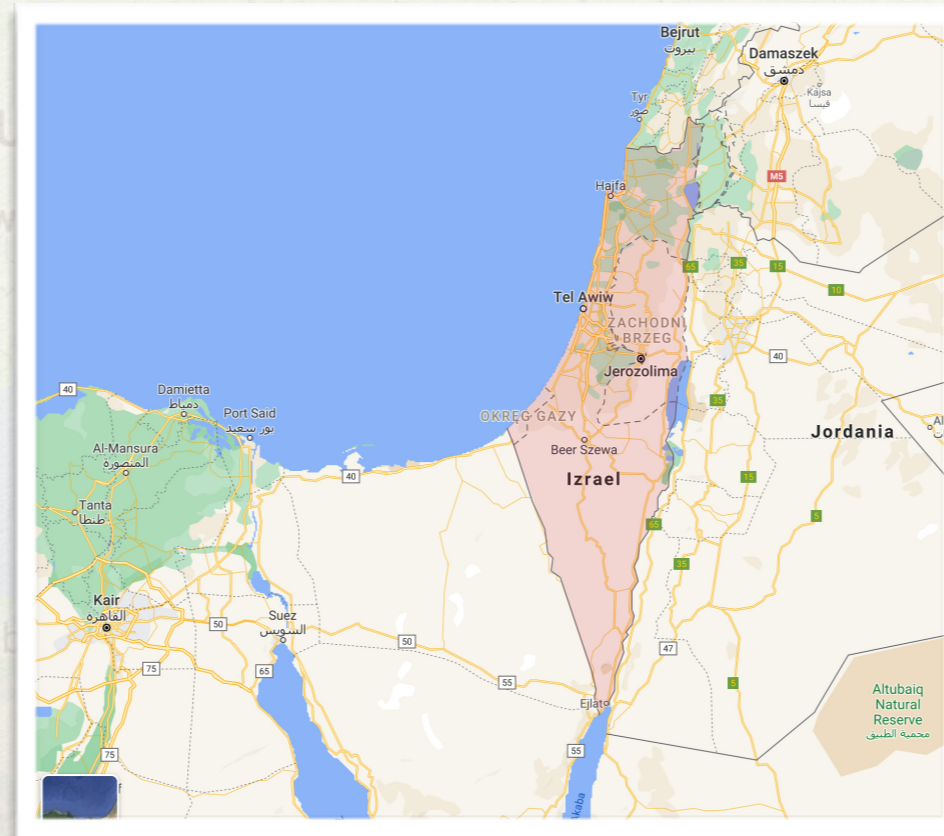 Bejrut
بيروت
Damaszek
دمشق
Kajsa
قيسا
Tyr
صور
M5
Hajfa
55
35
15
10
Tel Awiw
ZACHODNI
BRZEG
40
Jerozolima
40
Damietta
دمياط
Port Said
بور سعيد
35
OKRĘG GAZY
Jordania
Al-Mansura
المنصورة
Beer Szewa
40
Izrael
15
Tanta
طنطا
5
65
35
Kair
القاهرة
50
Suez
السويس
50
47
75
65
55
5
Ejlat
Altubaiq
Natural
Reserve
محمية الطبيق
75
55
Akaba